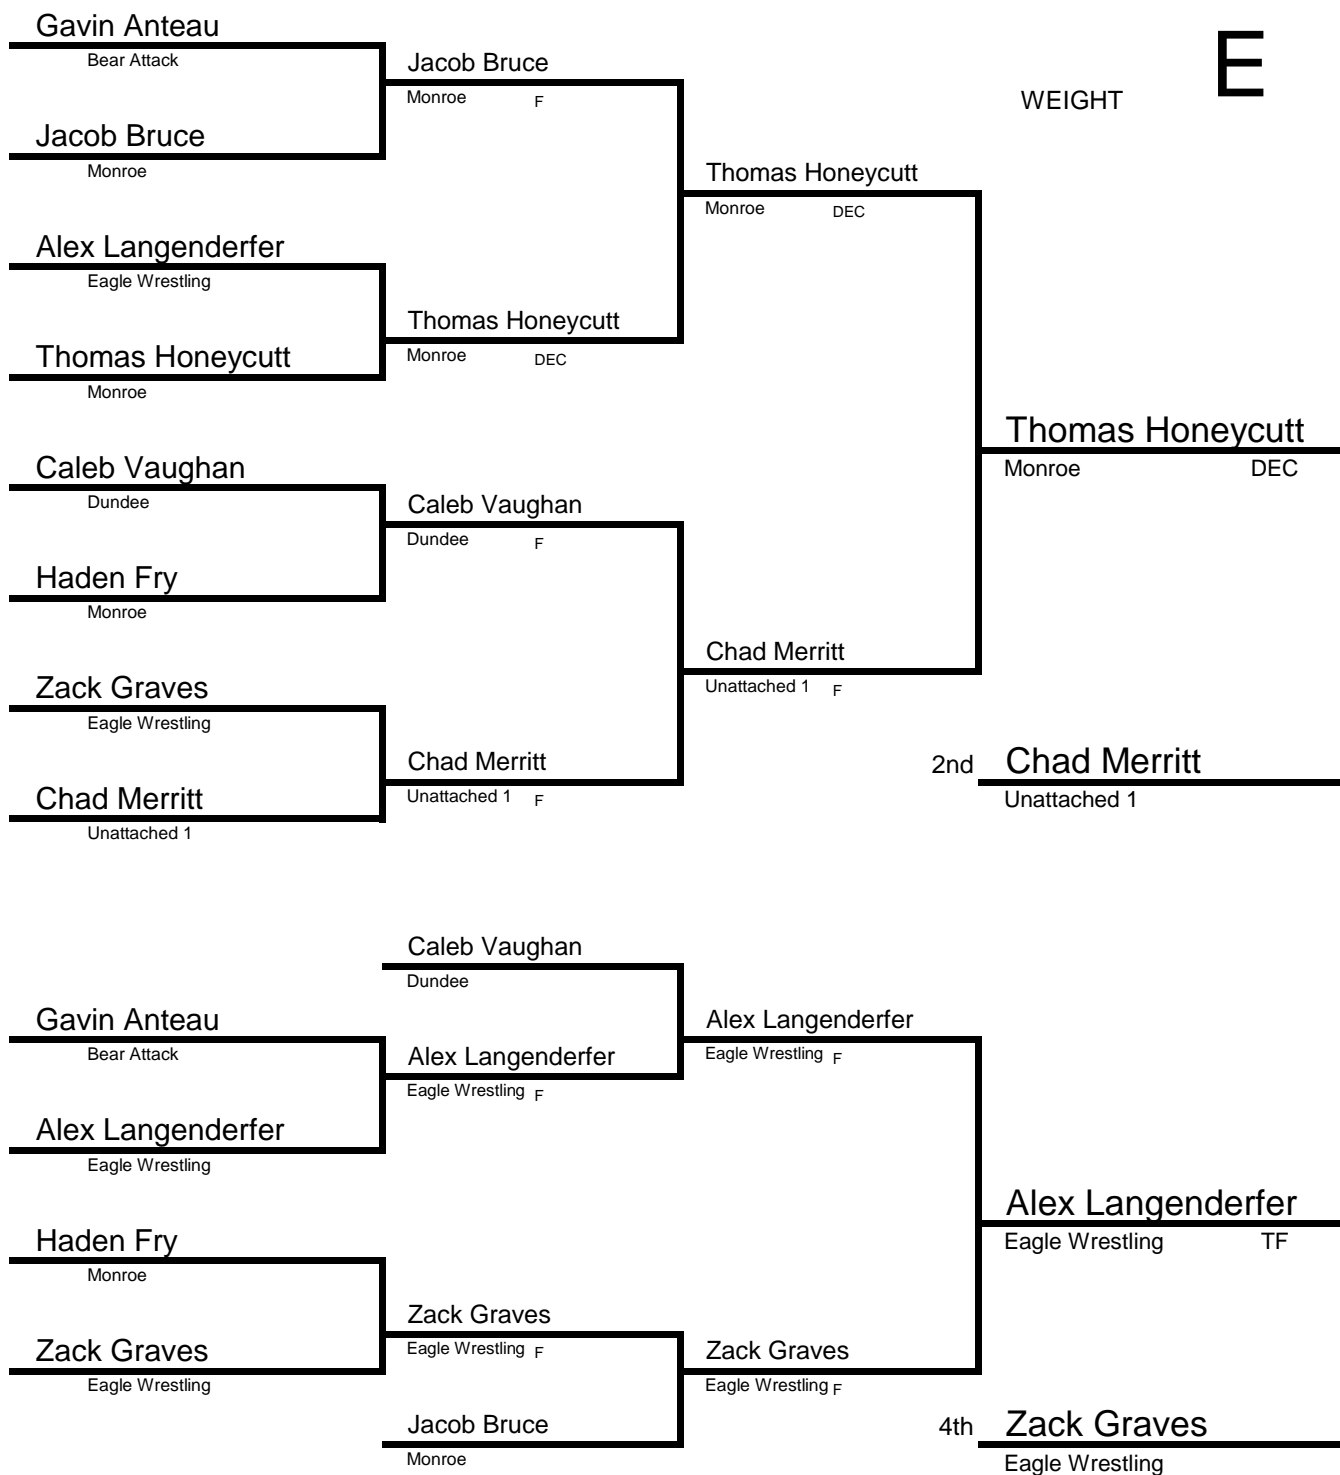 Gavin Anteau
Bear Attack
Jacob Bruce
Monroe F
WEIGHT E
Jacob Bruce
Monroe
Thomas Honeycutt
Monroe DEC
Alex Langenderfer
Eagle Wrestling
Thomas Honeycutt
Monroe DEC
Thomas Honeycutt
Monroe
Thomas Honeycutt
Monroe DEC
Caleb Vaughan
Dundee
Caleb Vaughan
Dundee F
Haden Fry
Monroe
Chad Merritt
Unattached 1 F
Zack Graves
Eagle Wrestling
Chad Merritt
Unattached 1 F
2nd Chad Merritt
Unattached 1
Chad Merritt
Unattached 1
Caleb Vaughan
Dundee
Gavin Anteau
Bear Attack
Alex Langenderfer
Eagle Wrestling F
Alex Langenderfer
Eagle Wrestling F
Alex Langenderfer
Eagle Wrestling
Alex Langenderfer
Eagle Wrestling TF
Haden Fry
Monroe
Zack Graves
Eagle Wrestling F
Zack Graves
Eagle Wrestling
Zack Graves
Eagle Wrestling F
Jacob Bruce
Monroe
4th Zack Graves
Eagle Wrestling